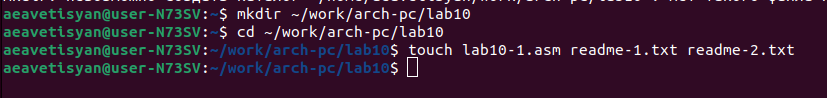 aeavetisyan@user-N73SV:~$ mkdir ~/work/arch-pc/lab10
aeavetisyan@user-N73SV:~$ cd ~/work/arch-pc/lab10
aeavetisyan@user-N73SV:~/work/arch-pc/lab10$ touch lab10-1.asm readme-1.txt readme-2.txt
aeavetisyan@user-N73SV:~/work/arch-pc/lab10$